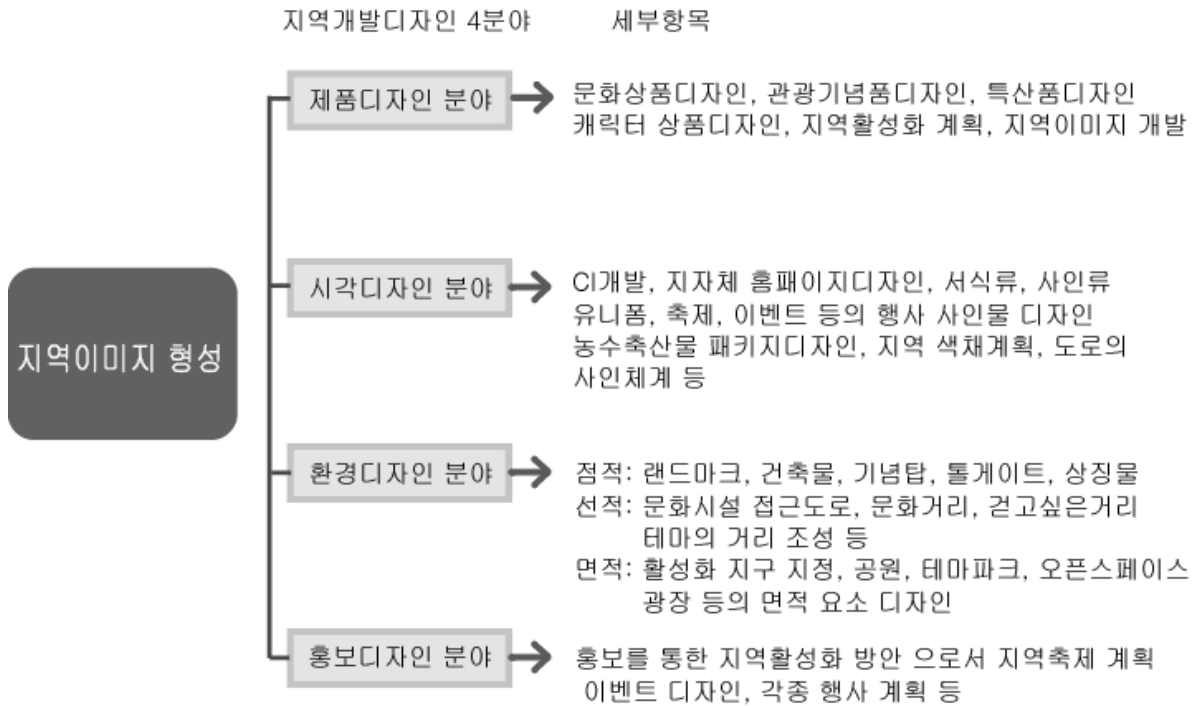 지역개발디자인 4분야 세부항목
제품디자인 분야
문화상품디자인, 관광기념품디자인, 특산품디자인
캐릭터 상품디자인, 지역활성화 계획, 지역이미지 개발
지역이미지 형성
시각디자인 분야
CI개발, 지자체 홈패이지디자인, 서식류, 사인류
유니폼, 축제, 이벤트 등의 행사 사인물 디자인
농수축산물 패키지디자인, 지역 색채계획, 도로의
사인체계 등
환경디자인 분야
점적: 랜드마크, 건축물, 기념탑, 톨게이트, 상징물
선적: 문화시설 접근도로, 문화거리, 걷고싶은거리
테마의 거리 조성 등
면적: 활성화 지구 지정, 공원, 테마파크, 오픈스페이스
광장 등의 면적 요소 디자인
홍보디자인 분야
홍보를 통한 지역활성화 방안 으로서 지역축제 계획
이벤트 디자인, 각종 행사 계획 등